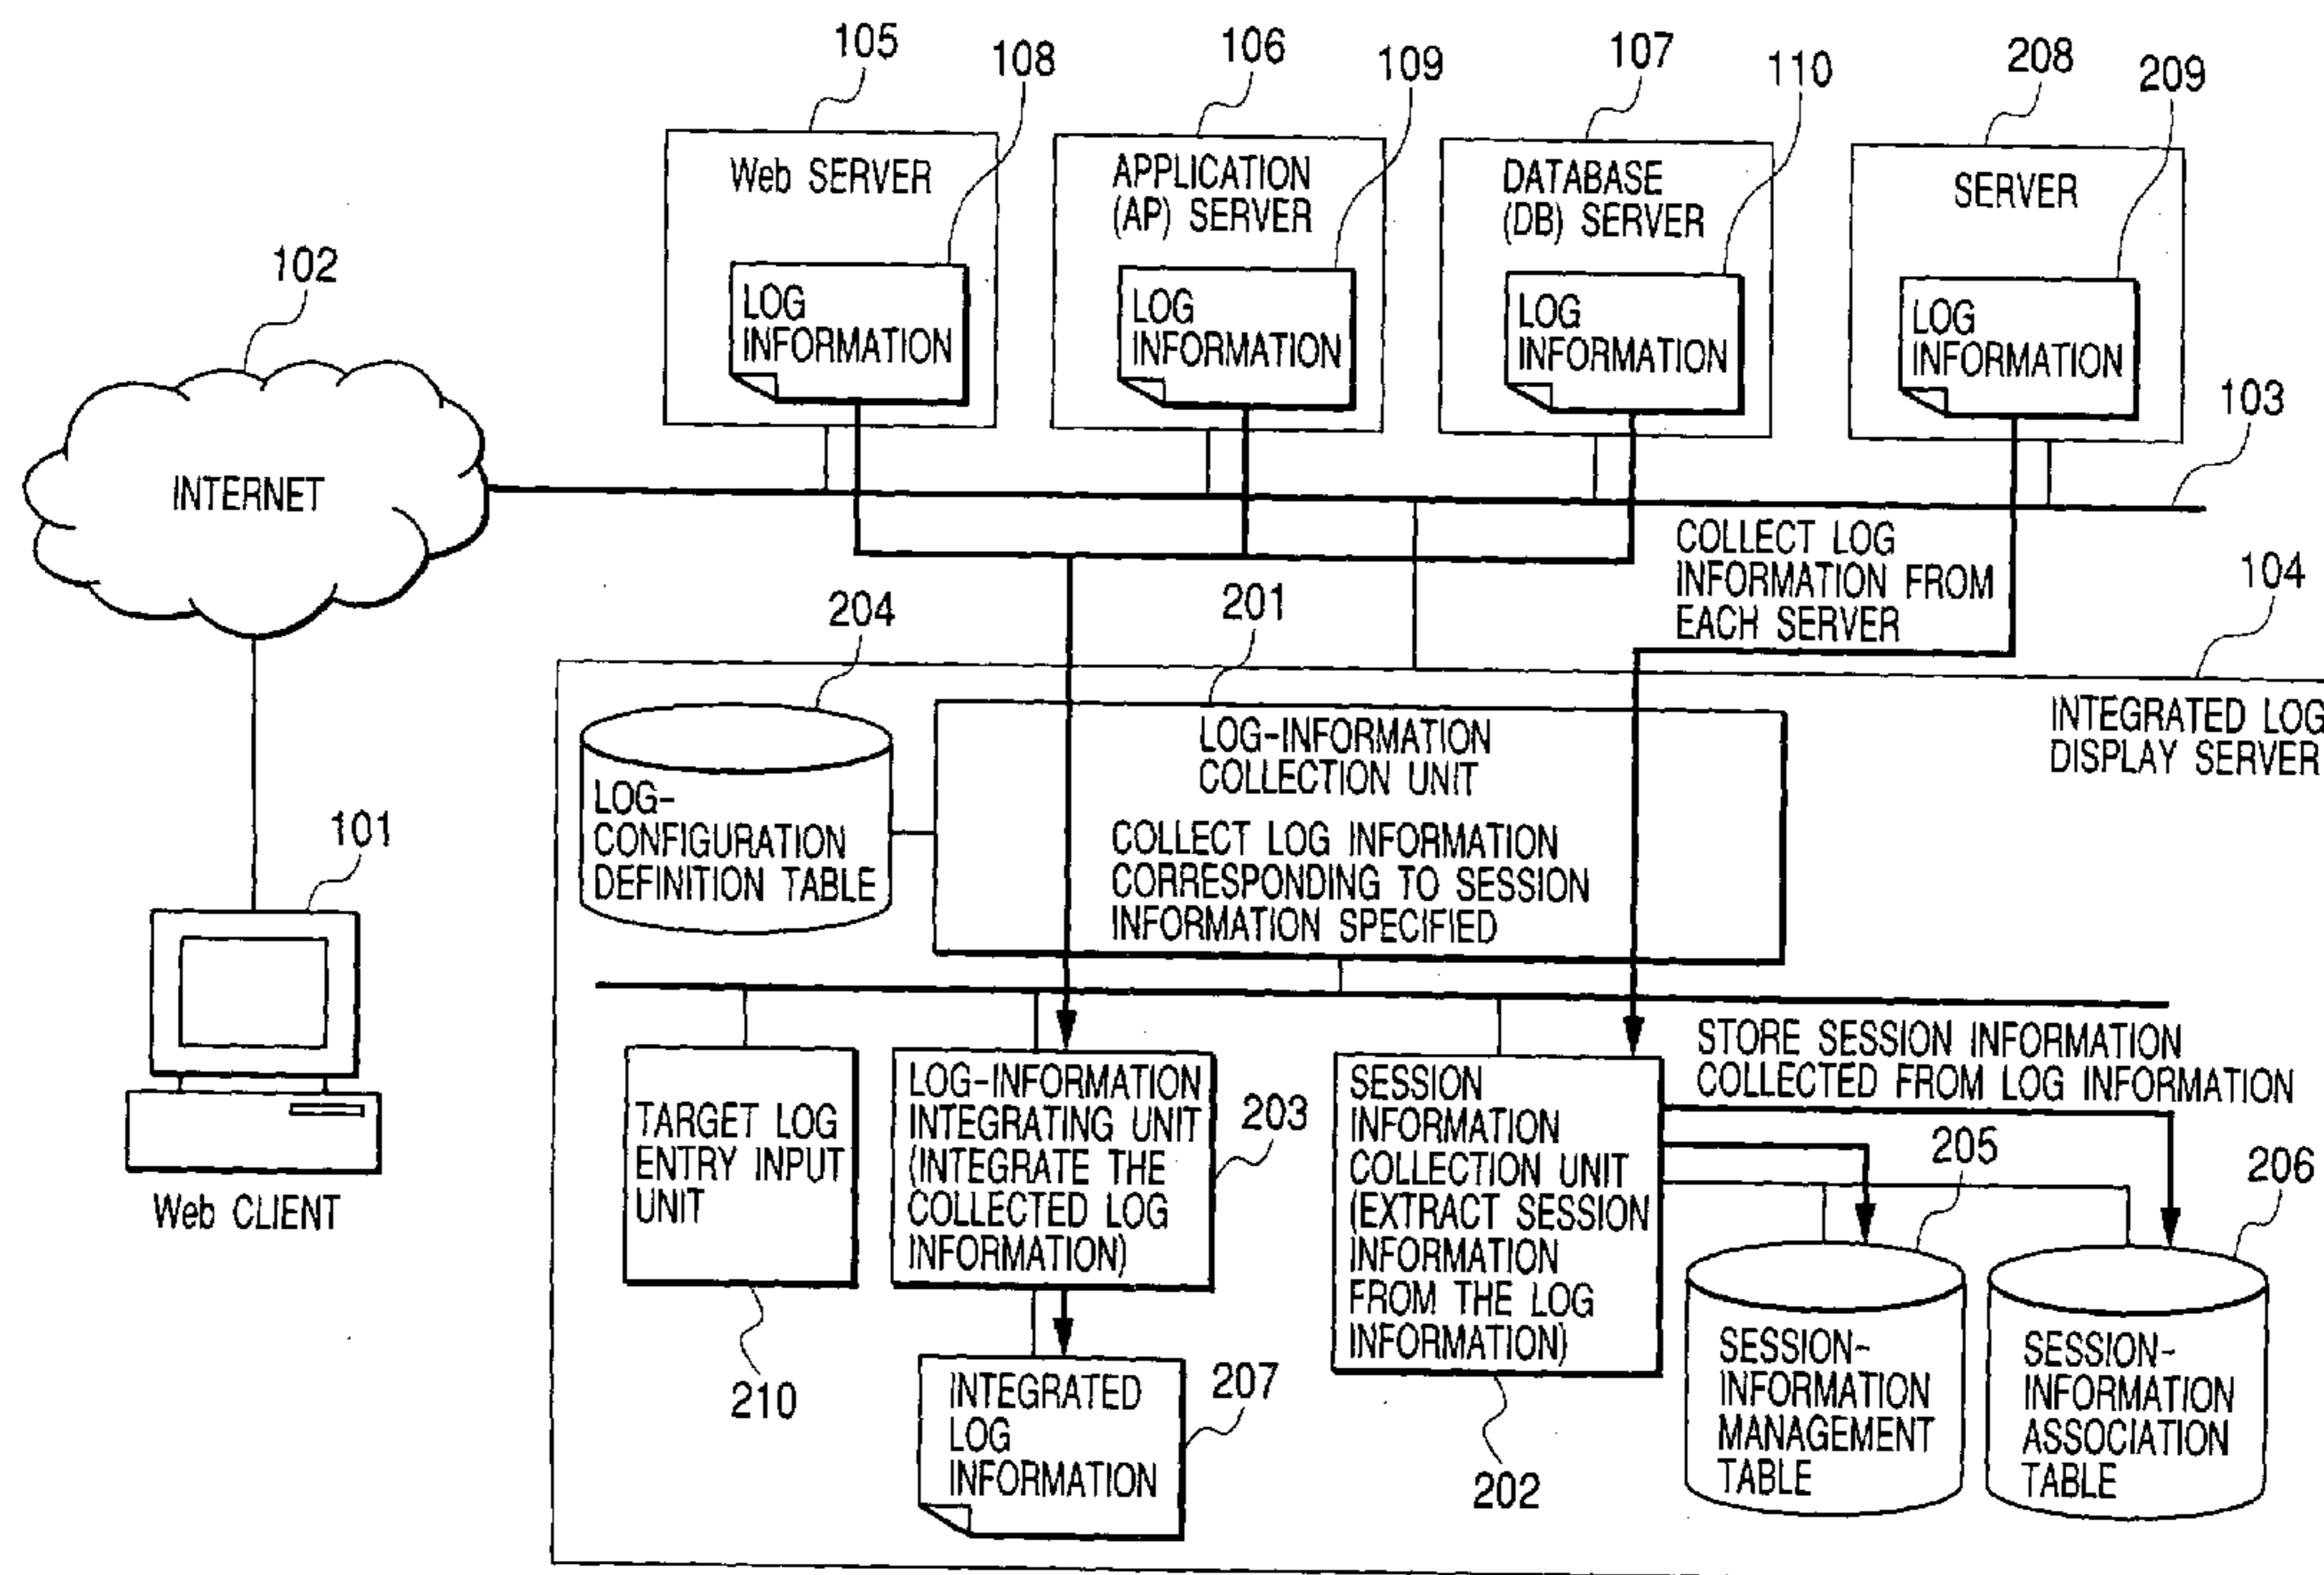 105
108
106
109
107
110
208
209
Web SERVER
APPLICATION
(AP) SERVER
DATABASE
(DB) SERVER
SERVER
102
LOG
INFORMATION
LOG
INFORMATION
LOG
INFORMATION
LOG
INFORMATION
103
INTERNET
COLLECT LOG
INFORMATION FROM
EACH SERVER
104
204
201
INTEGRATED LOG
DISPLAY SERVER
LOG-INFORMATION
COLLECTION UNIT
LOG-
CONFIGURATION
DEFINITION TABLE
COLLECT LOG INFORMATION
CORRESPONDING TO SESSION
INFORMATION SPECIFIED
101
Web CLIENT
STORE SESSION INFORMATION
COLLECTED FROM LOG INFORMATION
TARGET LOG
ENTRY INPUT
UNIT
210
LOG-INFORMATION
INTEGRATING UNIT
(INTEGRATE THE
COLLECTED LOG
INFORMATION)
203
SESSION
INFORMATION
COLLECTION UNIT
(EXTRACT SESSION
INFORMATION
FROM THE LOG
INFORMATION)
202
205
206
INTEGRATED
LOG
INFORMATION
207
SESSION-
INFORMATION
MANAGEMENT
TABLE
SESSION-
INFORMATION
ASSOCIATION
TABLE